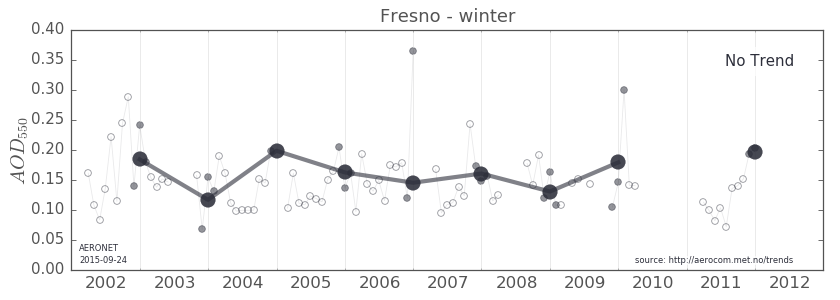 Fresno - winter
No Trend
AOD550
0.40
0.35
0.30
0.25
0.20
0.15
0.10
0.05
0.00
AERONET
2015-09-24
source: http://aerocom.met.no/trends
2002 2003 2004 2005 2006 2007 2008 2009 2010 2011 2012